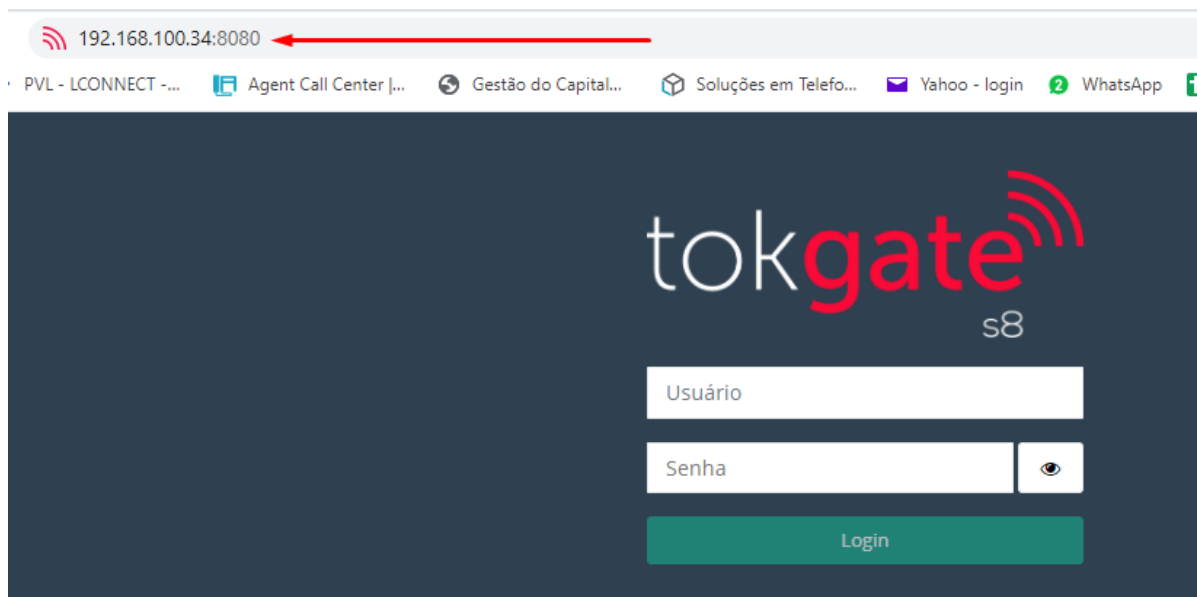 192.168.100.34:8080
PVL - LCONNECT -... Agent Call Center |... Gestão do Capital... Soluções em Telefo... Yahoo - login 2 WhatsApp
tokgate
s8
Usuário
Senha
Login